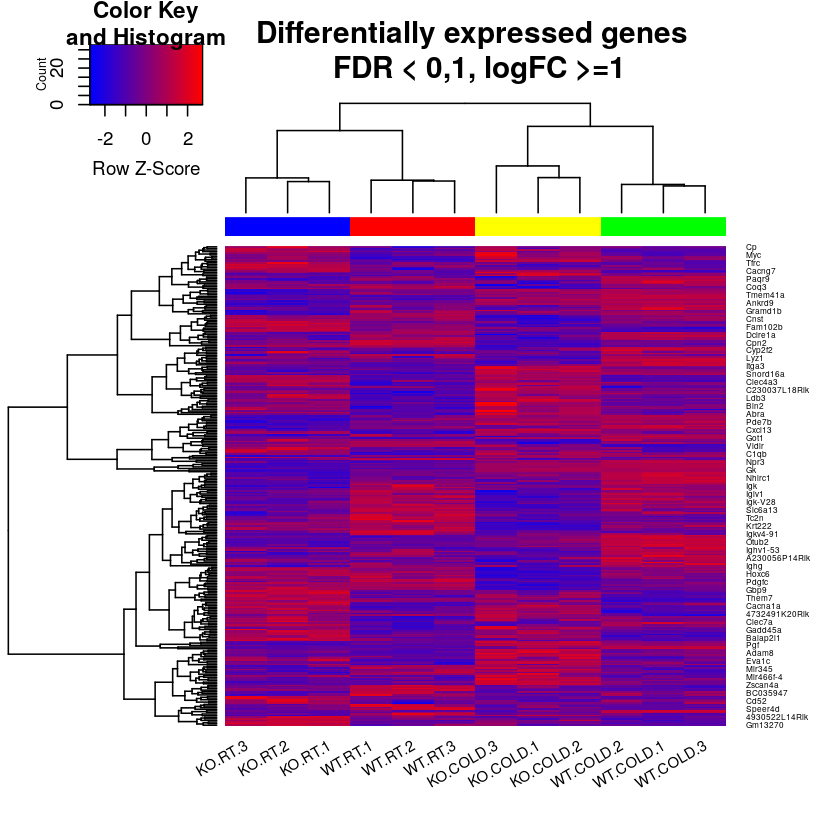 Color Key
and Histogram
Count
0
20
-2 0 2
Row Z-Score
Differentially expressed genes
FDR < 0,1, logFC >=1
Cp
Myc
Tfrc
Cacng7
Paqr9
Coq3
Tmem41a
Ankrd9
Gramd1b
Cnst
Fam102b
Dclre1a
Cpn2
Cyp2f2
Lyz1
Itga3
Snord16a
Clec4a3
C230037L18Rik
Ldb3
Bin2
Abra
Pde7b
Cxcl13
Got1
Vldlr
C1qb
Npr3
Gk
Nhlrc1
Igk
Iglv1
Igk-V28
Slc6a13
Tc2n
Krt222
Igkv4-91
Otub2
Ighv1-53
A230056P14Rik
Ighg
Hoxc6
Pdgfc
Gbp9
Them7
Cacna1a
4732491K20Rik
Clec7a
Gadd45a
Baiap2l1
Pgf
Adam8
Eva1c
Mir345
Mir466f-4
Zscan4a
BC035947
Cd52
Speer4d
4930522L14Rik
Gm13270
KO.RT.3
KO.RT.2
KO.RT.1
WT.RT.1
WT.RT.2
WT.RT.3
KO.COLD.3
KO.COLD.1
KO.COLD.2
WT.COLD.2
WT.COLD.1
WT.COLD.3